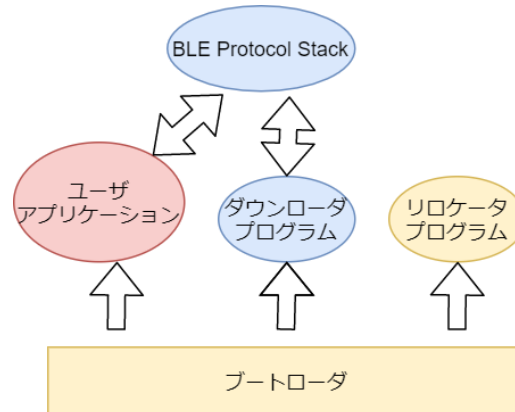 BLE Protocol Stack
ユーザ
アプリケーション
ダウンローダ
プログラム
リロケータ
プログラム
ブートローダ